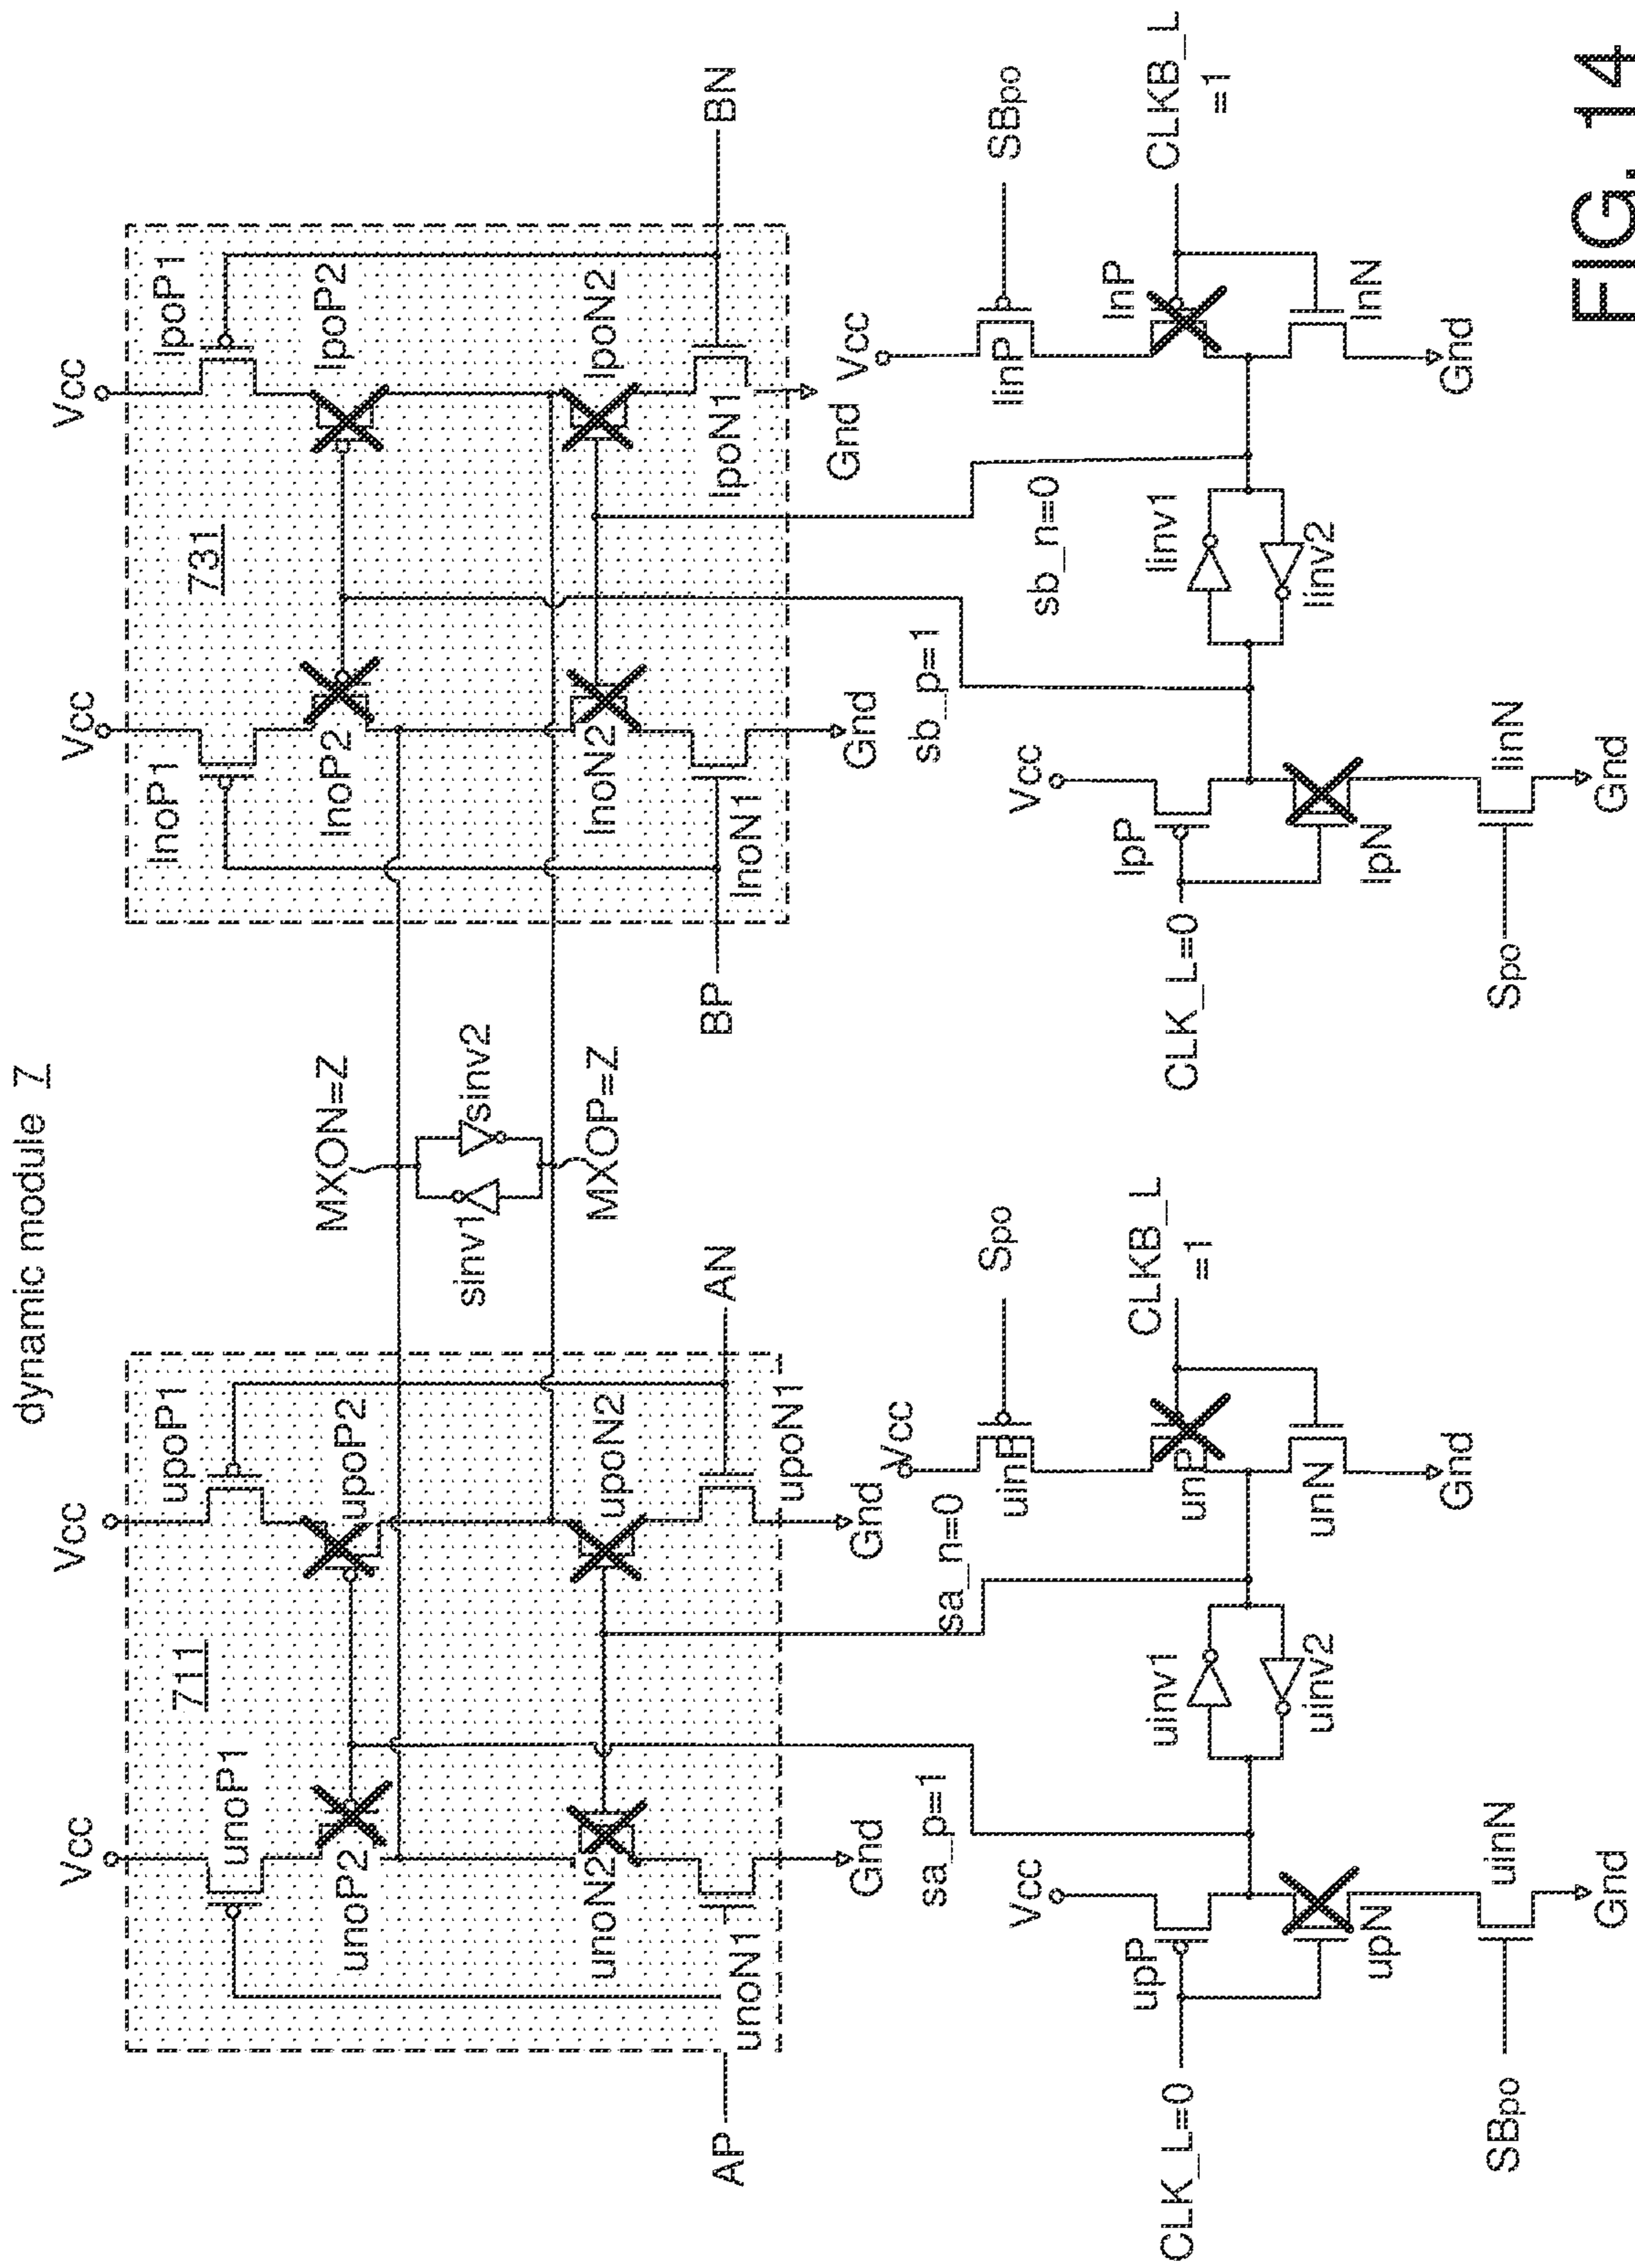 dynamic module 7
Vcc
Vcc
Vcc
Vcc
unoP1
upoP1
lnoP1
lpoP1
711
731
unoP2
upoP2
MXON=Z
lnoP2
lpoP2
sinv1
sinv2
unoN2
upoN2
MXOP=Z
lnoN2
lpoN2
AP
unoN1
upoN1
AN
BP
lnoN1
lpoN1
BN
Gnd
Gnd
Gnd
Gnd
sa_p=1
sa_n=0
sb_p=1
sb_n=0
Vcc
Vcc
Vcc
Vcc
uinP
Spo
linP
SBpo
CLK_L=0
upP
uinv1
unP
CLKB_L
=1
CLK_L=0
lpP
linv1
lnP
CLKB_L
=1
upN
uinv2
unN
lpN
linv2
lnN
Gnd
Gnd
SBpo
uinN
Spo
linN
Gnd
Gnd
FIG. 14